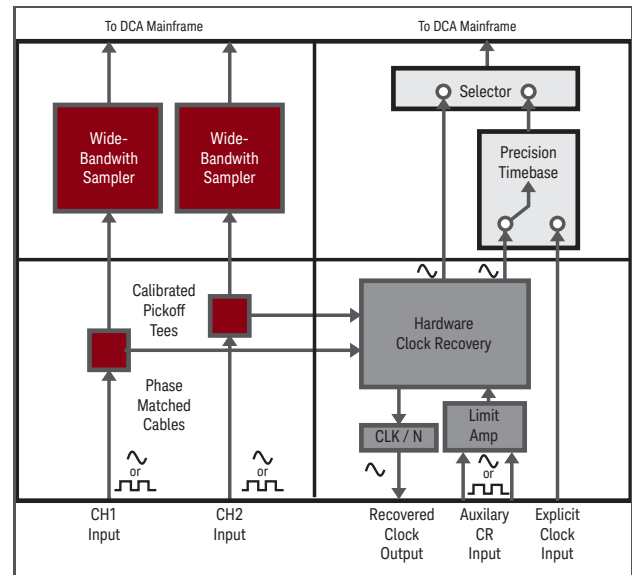 To DCA Mainframe
To DCA Mainframe
Selector
Wide-
Bandwith
Sampler
Wide-
Bandwith
Sampler
Precision
Timebase
Calibrated
Pickoff
Tees
Hardware
Clock Recovery
Phase
Matched
Cables
CLK / N
Limit
Amp
or
or
or
CH1
Input
CH2
Input
Recovered
Clock
Output
Auxilary
CR
Input
Explicit
Clock
Input